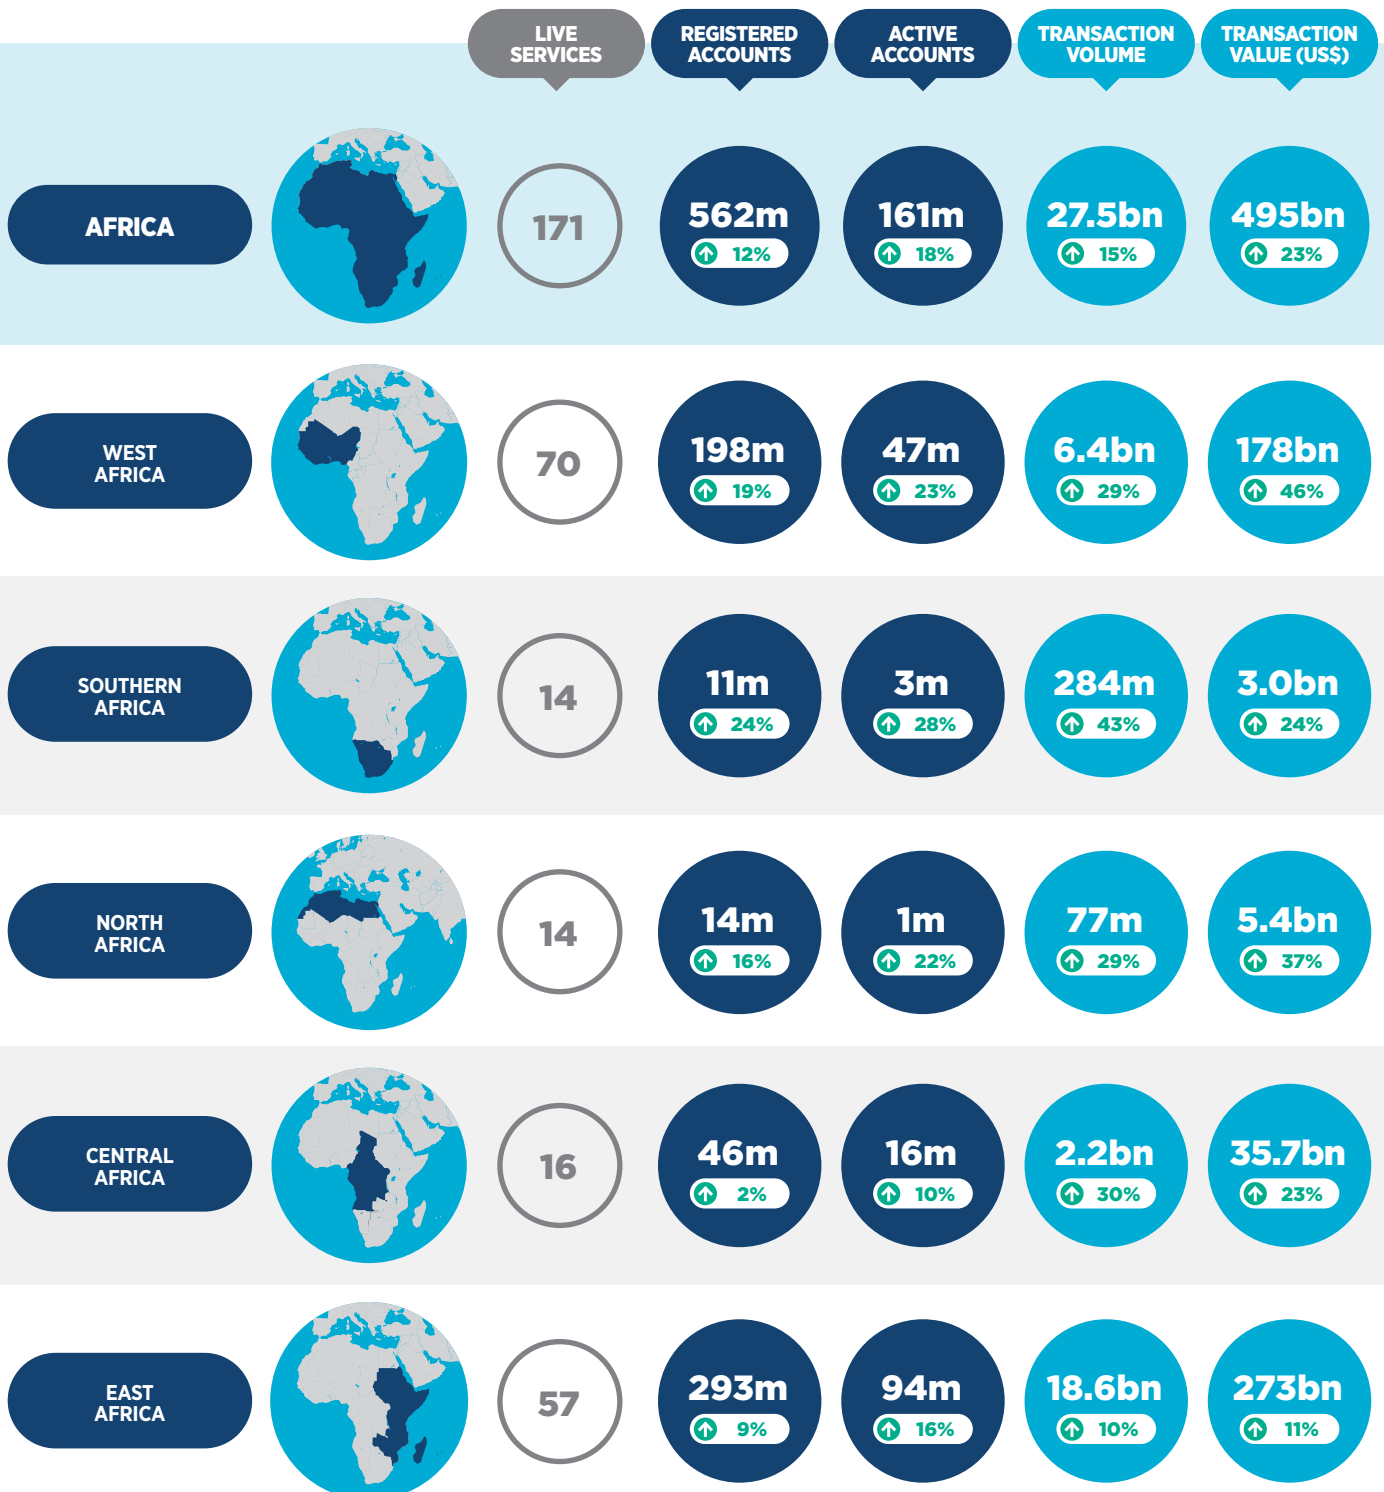 LIVE
SERVICES
REGISTERED
ACCOUNTS
ACTIVE
ACCOUNTS
TRANSACTION
VOLUME
TRANSACTION
VALUE (US$)
AFRICA
171
562m
12%
161m
18%
27.5bn
15%
495bn
23%
WEST
AFRICA
70
198m
19%
47m
23%
6.4bn
29%
178bn
46%
SOUTHERN
AFRICA
14
11m
24%
3m
28%
284m
43%
3.0bn
24%
NORTH
AFRICA
14
14m
16%
1m
22%
77m
29%
5.4bn
37%
CENTRAL
AFRICA
16
46m
2%
16m
10%
2.2bn
30%
35.7bn
23%
EAST
AFRICA
57
293m
9%
94m
16%
18.6bn
10%
273bn
11%